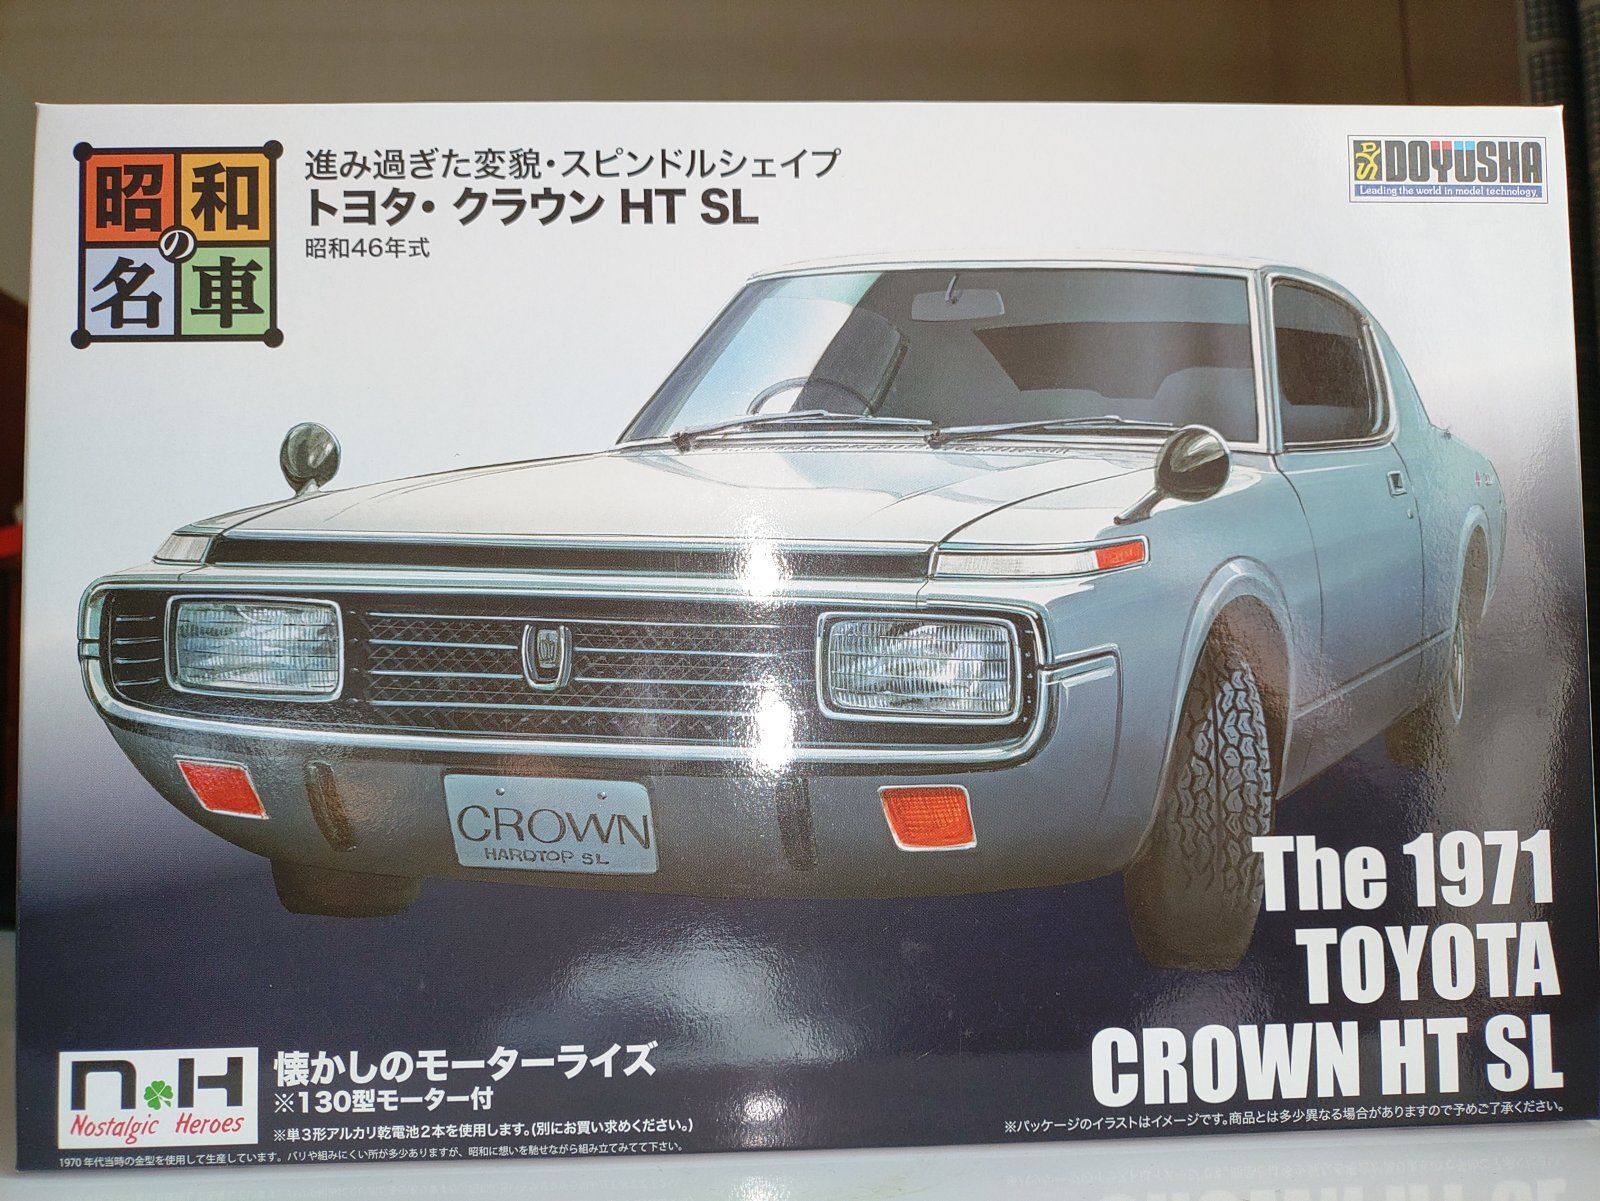 昭和の名車
進み過ぎた変貌・スピンドルシェイプ
トヨタ・クラウン HT SL
昭和46年式
DOYUSHA
Leading the world in model technology.
CROWN
HARDTOP SL
The 1971
TOYOTA
CROWN HT SL
n H
Nostalgic Heroes
懐かしのモーターライズ
※130型モーター付
※単3形アルカリ乾電池2本を使用します。(別にお買い求めください。)
1970年代当時の金型を使用して生産しています。バリや組みにくい所が多少ありますが、昭和に想いを馳せながら組み立てみてて下さい。
※パッケージのイラストはイメージです。商品とは多少異なる場合がありますので予めご了承ください。